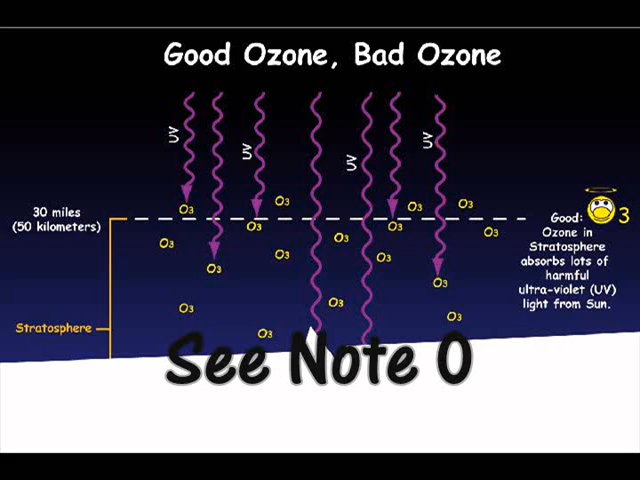 Good Ozone, Bad Ozone
UV
UV
UV
UV
O3
O3
O3
O3
30 miles
(50 kilometers)
Good: 3
Ozone in
Stratosphere
absorbs lots of
harmful
ultra-violet (UV)
light from Sun.
O3
O3
O3
O3
O3
O3
O3
O3
O3
O3
O3
O3
Stratosphere
O3
See Note 0